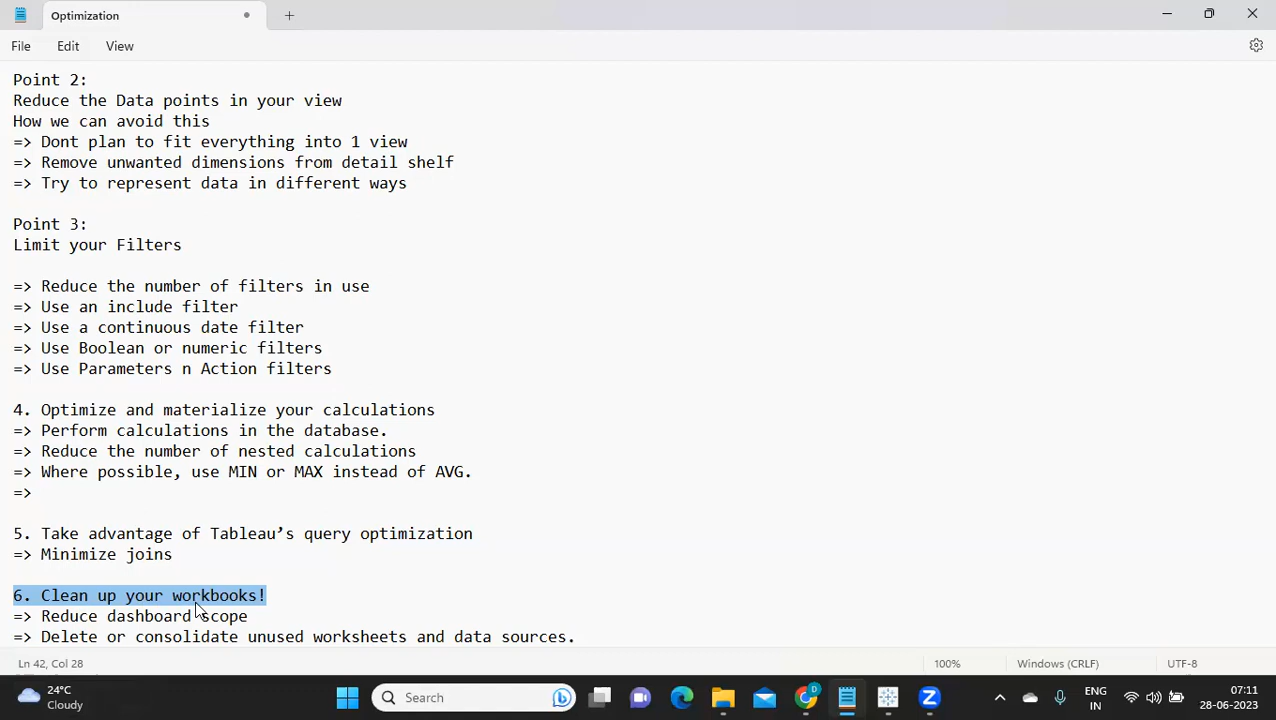 Optimization
File Edit View
Point 2:
Reduce the Data points in your view
How we can avoid this
=> Dont plan to fit everything into 1 view
=> Remove unwanted dimensions from detail shelf
=> Try to represent data in different ways
Point 3:
Limit your Filters
=> Reduce the number of filters in use
=> Use an include filter
=> Use a continuous date filter
=> Use Boolean or numeric filters
=> Use Parameters n Action filters
4. Optimize and materialize your calculations
=> Perform calculations in the database.
=> Reduce the number of nested calculations
=> Where possible, use MIN or MAX instead of AVG.
=>
5. Take advantage of Tableau’s query optimization
=> Minimize joins
6. Clean up your workbooks!
=> Reduce dashboard scope
=> Delete or consolidate unused worksheets and data sources.
Ln 42, Col 28 100% Windows (CRLF) UTF-8
24°C
Cloudy
Search
D
ENG
IN
07:11
28-06-2023